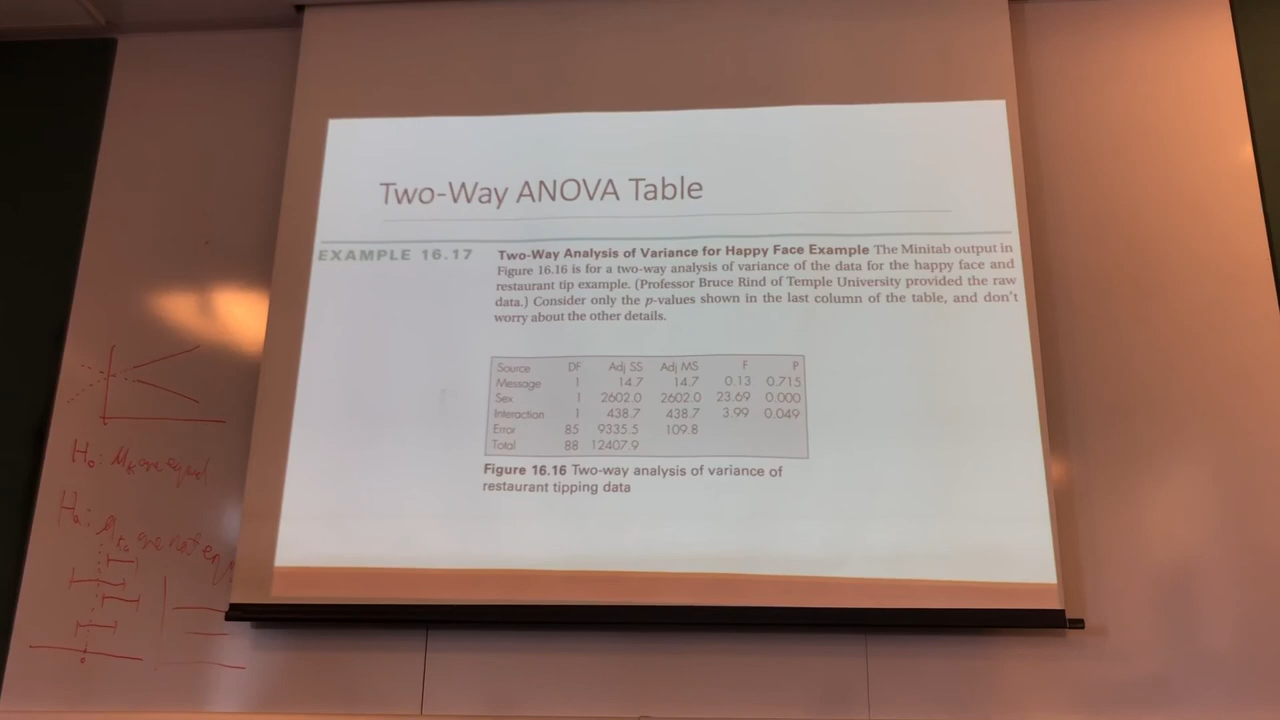 Two-Way ANOVA Table
EXAMPLE 16.17
Two-Way Analysis of Variance for Happy Face Example The Minitab output in
Figure 16.16 is for a two-way analysis of variance of the data for the happy face and
restaurant tip example. (Professor Bruce Rind of Temple University provided the raw
data.) Consider only the p-values shown in the last column of the table, and don't
worry about the other details.
Source DF Adj SS Adj MS F P
Message 1 14.7 14.7 0.13 0.715
Sex 1 2602.0 2602.0 23.69 0.000
Interaction 1 438.7 438.7 3.99 0.049
Error 85 9335.5 109.8
Total 88 12407.9
Figure 16.16 Two-way analysis of variance of
restaurant tipping data
H₀: μₖ are equal
Hₐ: are not